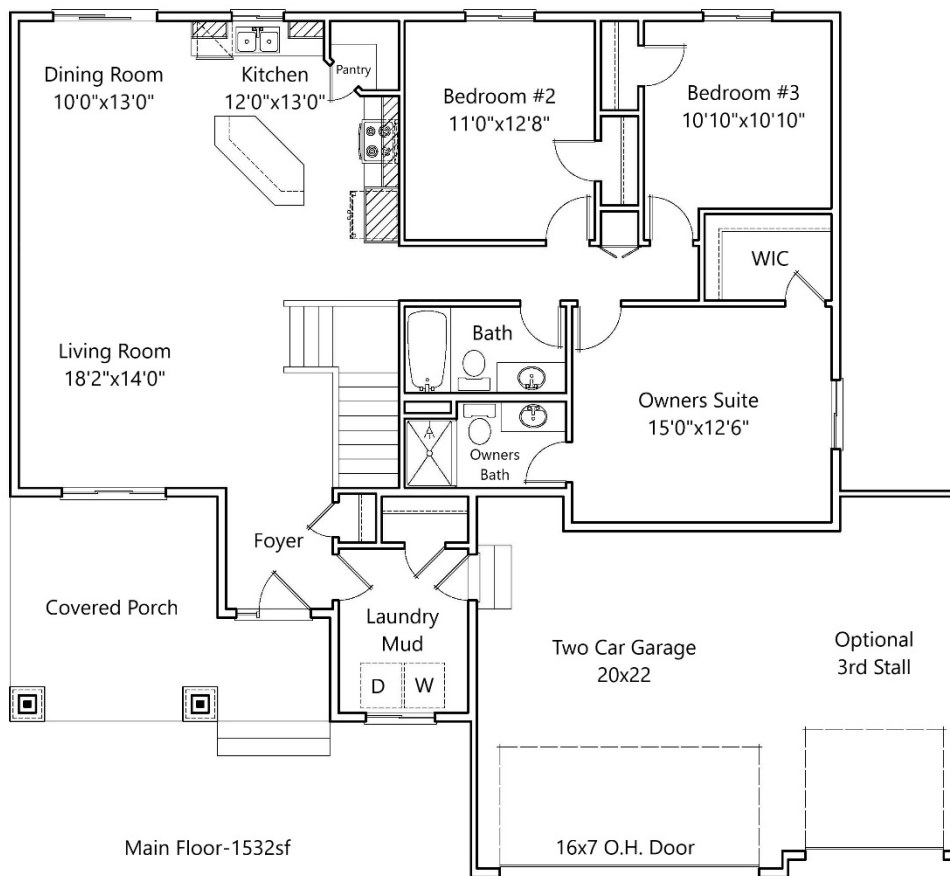 Dining Room
10'0"x13'0"
Kitchen
12'0"x13'0"
Pantry
Bedroom #2
11'0"x12'8"
Bedroom #3
10'10"x10'10"
WIC
Living Room
18'2"x14'0"
Bath
Owners Suite
15'0"x12'6"
Owners
Bath
Foyer
Covered Porch
Laundry
Mud
D
W
Two Car Garage
20x22
Optional
3rd Stall
Main Floor-1532sf
16x7 O.H. Door